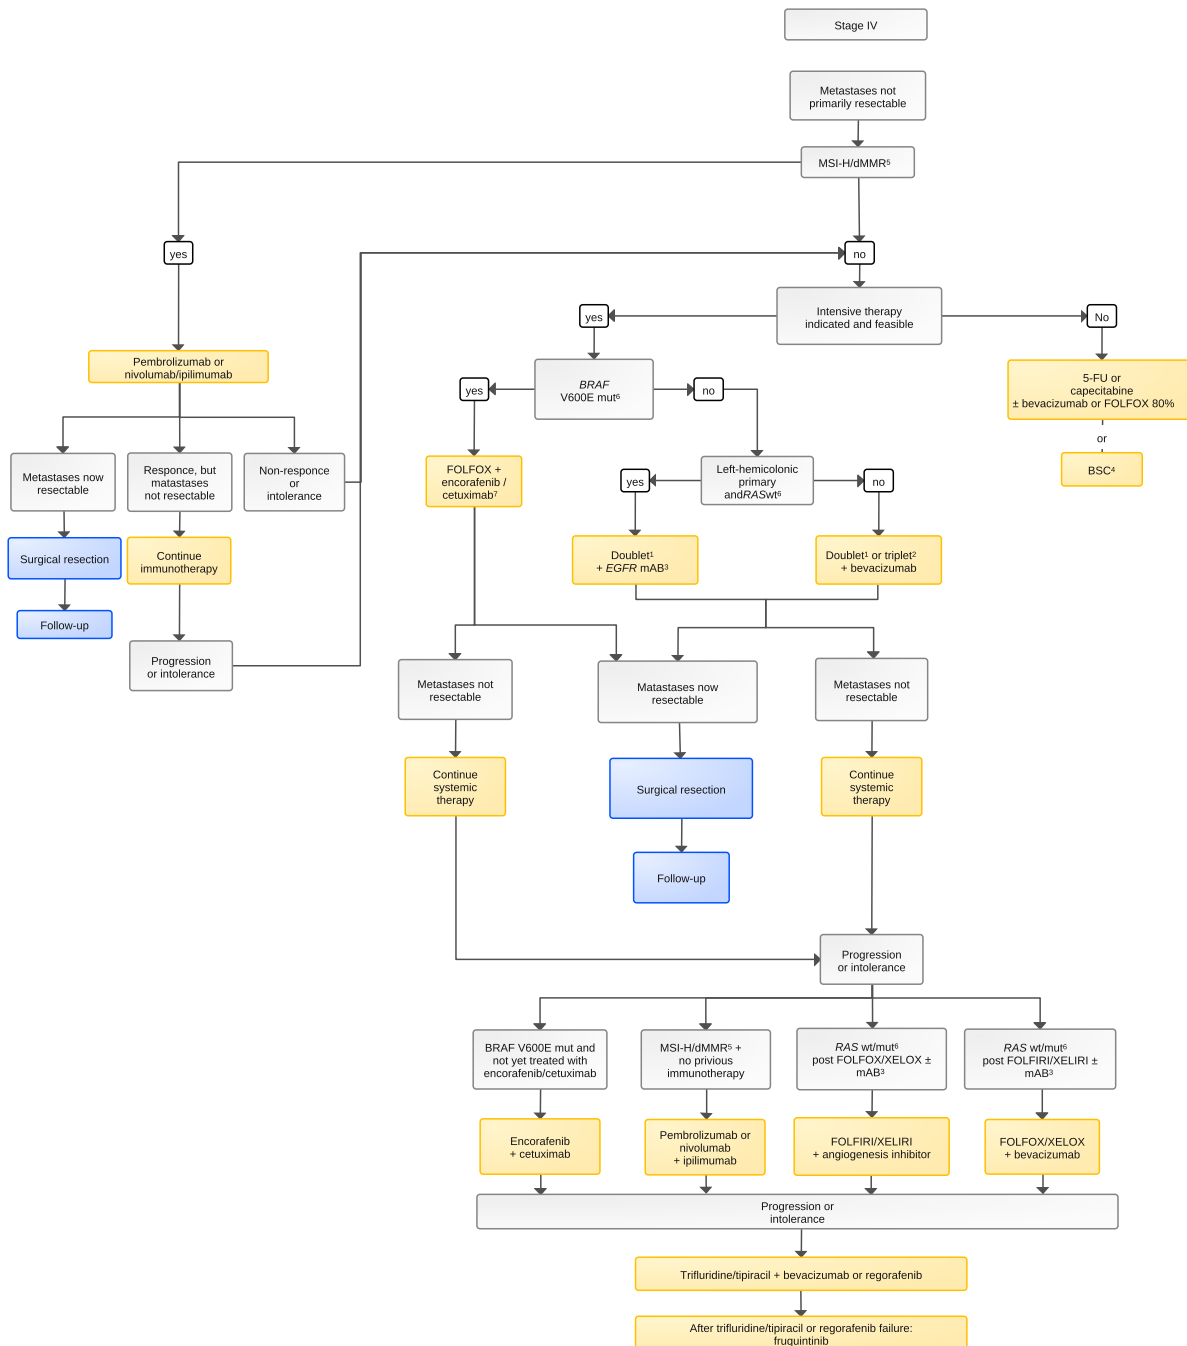 Stage IV
Metastases not
primarily resectable
MSI-H/dMMR⁵
yes
no
Intensive therapy
indicated and feasible
yes
No
Pembrolizumab or
nivolumab/ipilimumab
BRAF
V600E mut⁶
5-FU or
capecitabine
± bevacizumab or FOLFOX 80%
or
BSC⁴
yes
no
Metastases now
resectable
Responce, but
matastases
not resectable
Non-responce
or
intolerance
FOLFOX +
encorafenib /
cetuximab⁷
Left-hemicolonic
primary
andRASwt⁶
yes
no
Surgical resection
Continue
immunotherapy
Doublet¹
+ EGFR mAB³
Doublet¹ or triplet²
+ bevacizumab
Follow-up
Progression
or intolerance
Metastases not
resectable
Matastases now
resectable
Metastases not
resectable
Continue
systemic
therapy
Surgical resection
Continue
systemic
therapy
Follow-up
Progression
or intolerance
BRAF V600E mut and
not yet treated with
encorafenib/cetuximab
MSI-H/dMMR⁵ +
no privious
immunotherapy
RAS wt/mut⁶
post FOLFOX/XELOX ±
mAB³
RAS wt/mut⁶
post FOLFIRI/XELIRI ±
mAB³
Encorafenib
+ cetuximab
Pembrolizumab or
nivolumab
+ ipilimumab
FOLFIRI/XELIRI
+ angiogenesis inhibitor
FOLFOX/XELOX
+ bevacizumab
Progression or
intolerance
Trifluridine/tipiracil + bevacizumab or regorafenib
After trifluridine/tipiracil or regorafenib failure:
fruquintinib